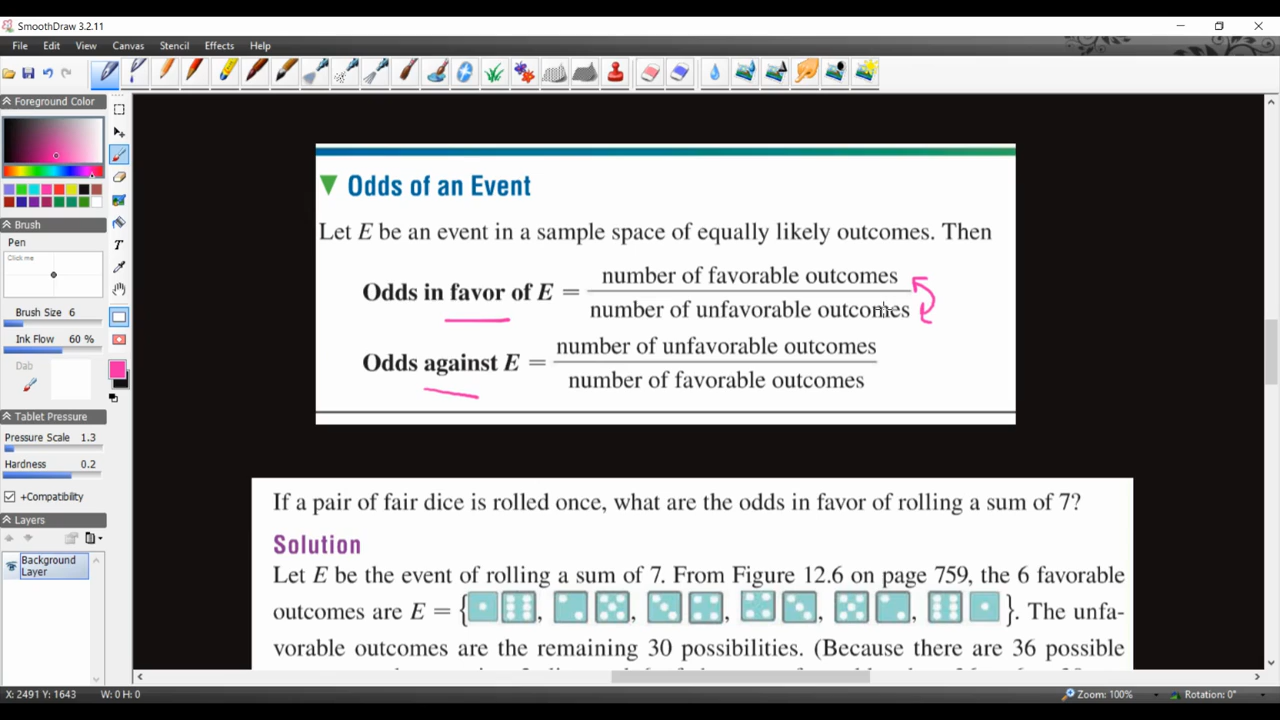 SmoothDraw 3.2.11
File Edit View Canvas Stencil Effects Help
Foreground Color
Brush
Pen
Click me
Brush Size 6
Ink Flow 60 %
Dab
Tablet Pressure
Pressure Scale 1.3
Hardness 0.2
+Compatibility
Layers
Background
Layer
▼ Odds of an Event
Let E be an event in a sample space of equally likely outcomes. Then
Odds in favor of E = number of favorable outcomes
number of unfavorable outcomes
Odds against E = number of unfavorable outcomes
number of favorable outcomes
If a pair of fair dice is rolled once, what are the odds in favor of rolling a sum of 7?
Solution
Let E be the event of rolling a sum of 7. From Figure 12.6 on page 759, the 6 favorable
outcomes are E = { , , , , , }. The unfa-
vorable outcomes are the remaining 30 possibilities. (Because there are 36 possible
X: 2491 Y: 1643 W: 0 H: 0 Zoom: 100% Rotation: 0°